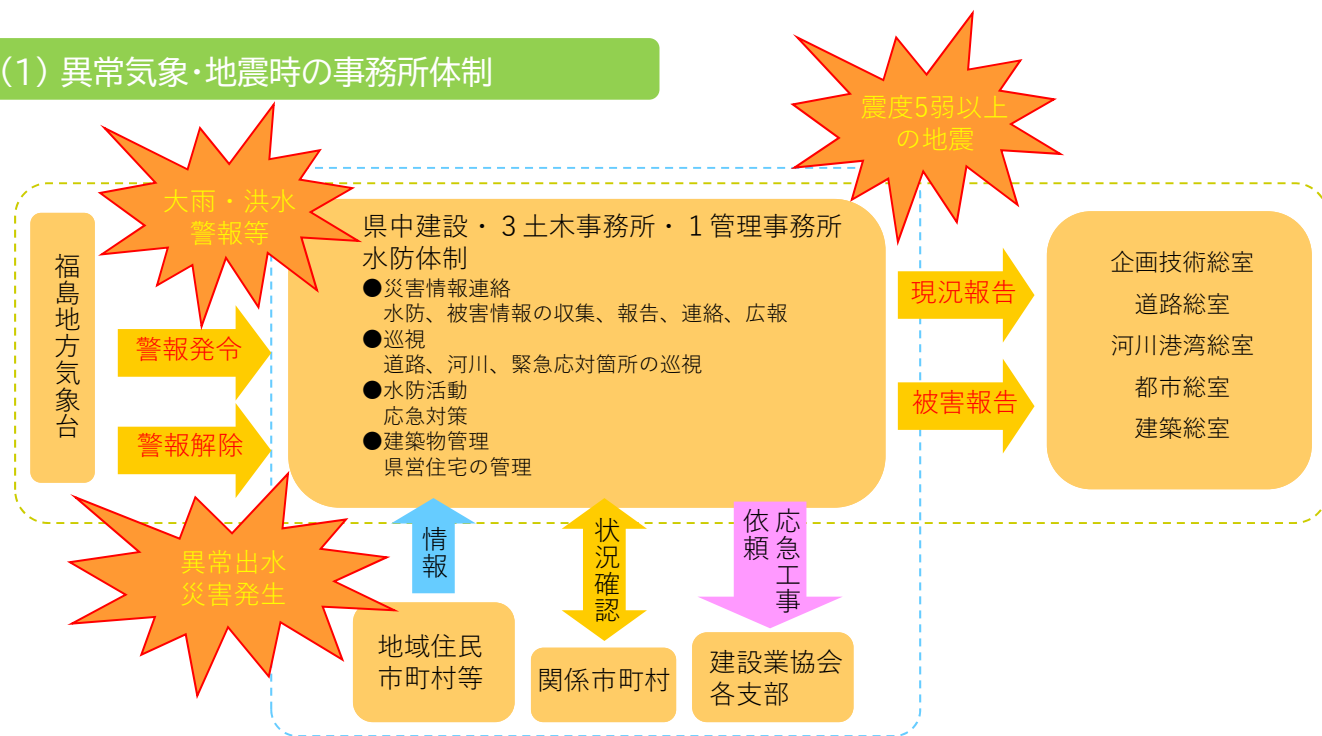 (1) 異常気象・地震時の事務所体制
震度5弱以上
の地震
大雨・洪水
警報等
福島地方気象台
警報発令
警報解除
県中建設・３土木事務所・１管理事務所
水防体制
●災害情報連絡
水防、被害情報の収集、報告、連絡、広報
●巡視
道路、河川、緊急応対箇所の巡視
●水防活動
応急対策
●建築物管理
県営住宅の管理
現況報告
被害報告
企画技術総室
道路総室
河川港湾総室
都市総室
建築総室
異常出水
災害発生
情報
状況確認
応急工事
依頼
地域住民
市町村等
関係市町村
建設業協会
各支部